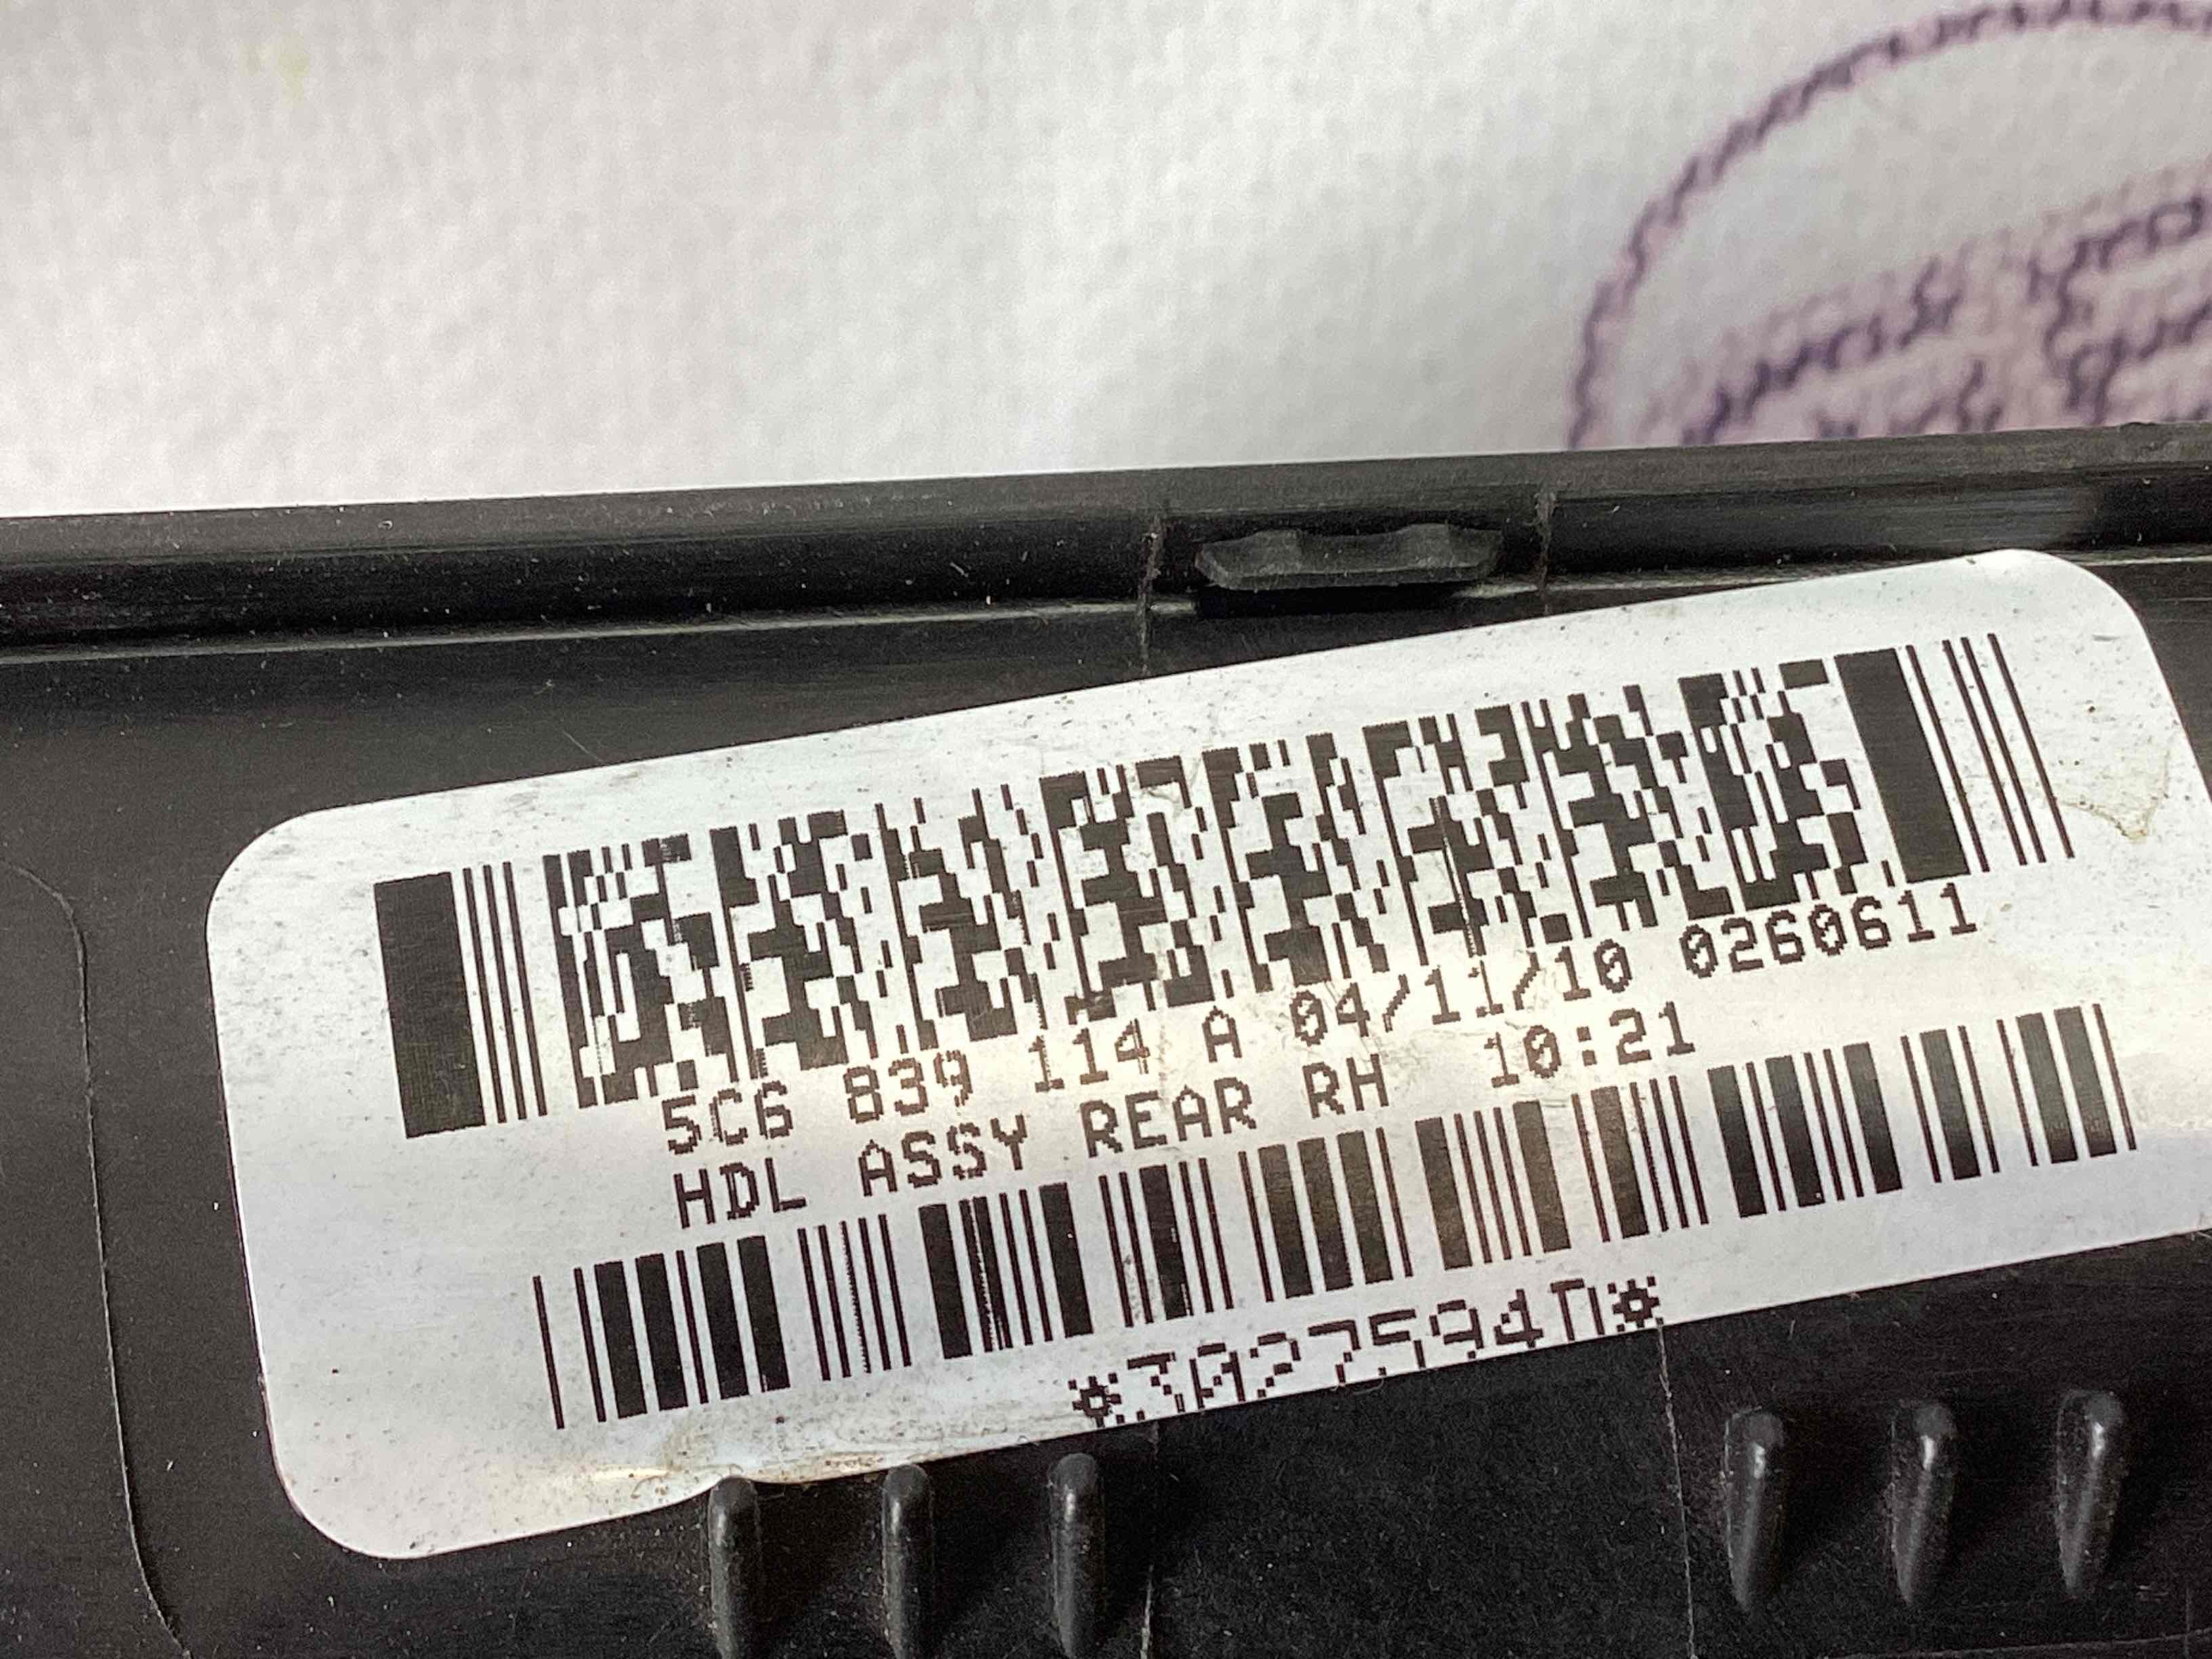 5C6 839 114 A 04/11/10 0260611
HDL ASSY REAR RH 10:21